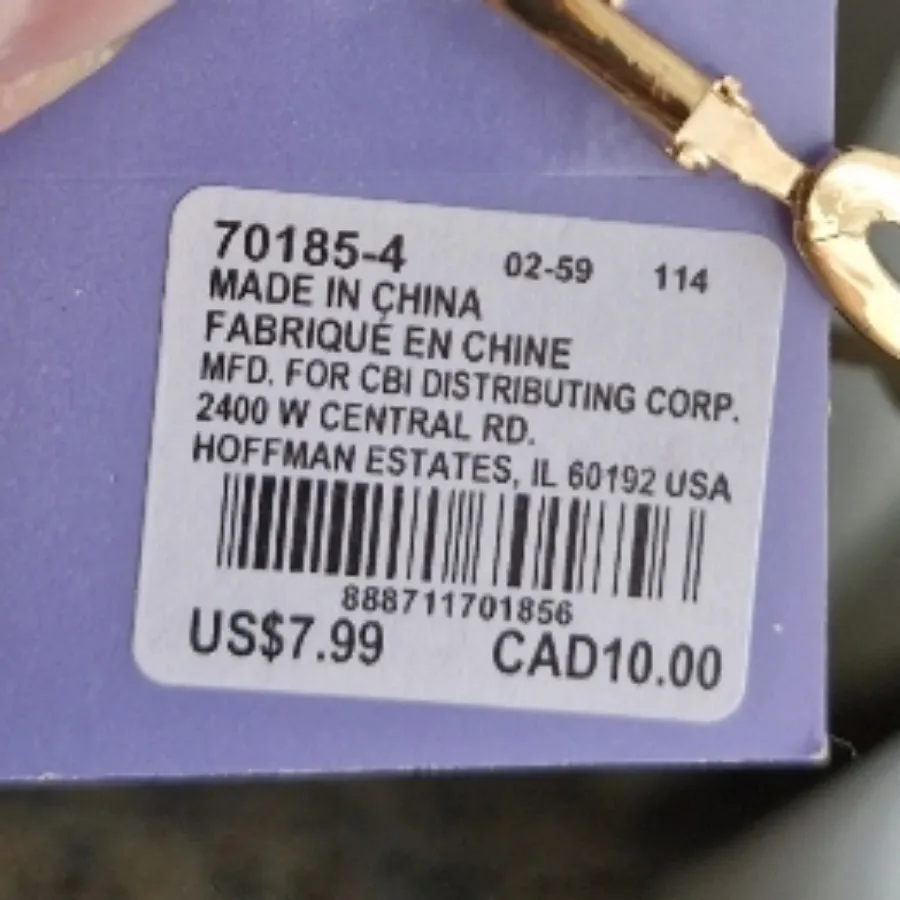 70185-4 02-59 114
MADE IN CHINA
FABRIQUÉ EN CHINE
MFD. FOR CBI DISTRIBUTING CORP.
2400 W CENTRAL RD.
HOFFMAN ESTATES, IL 60192 USA
888711701856
US$7.99 CAD10.00